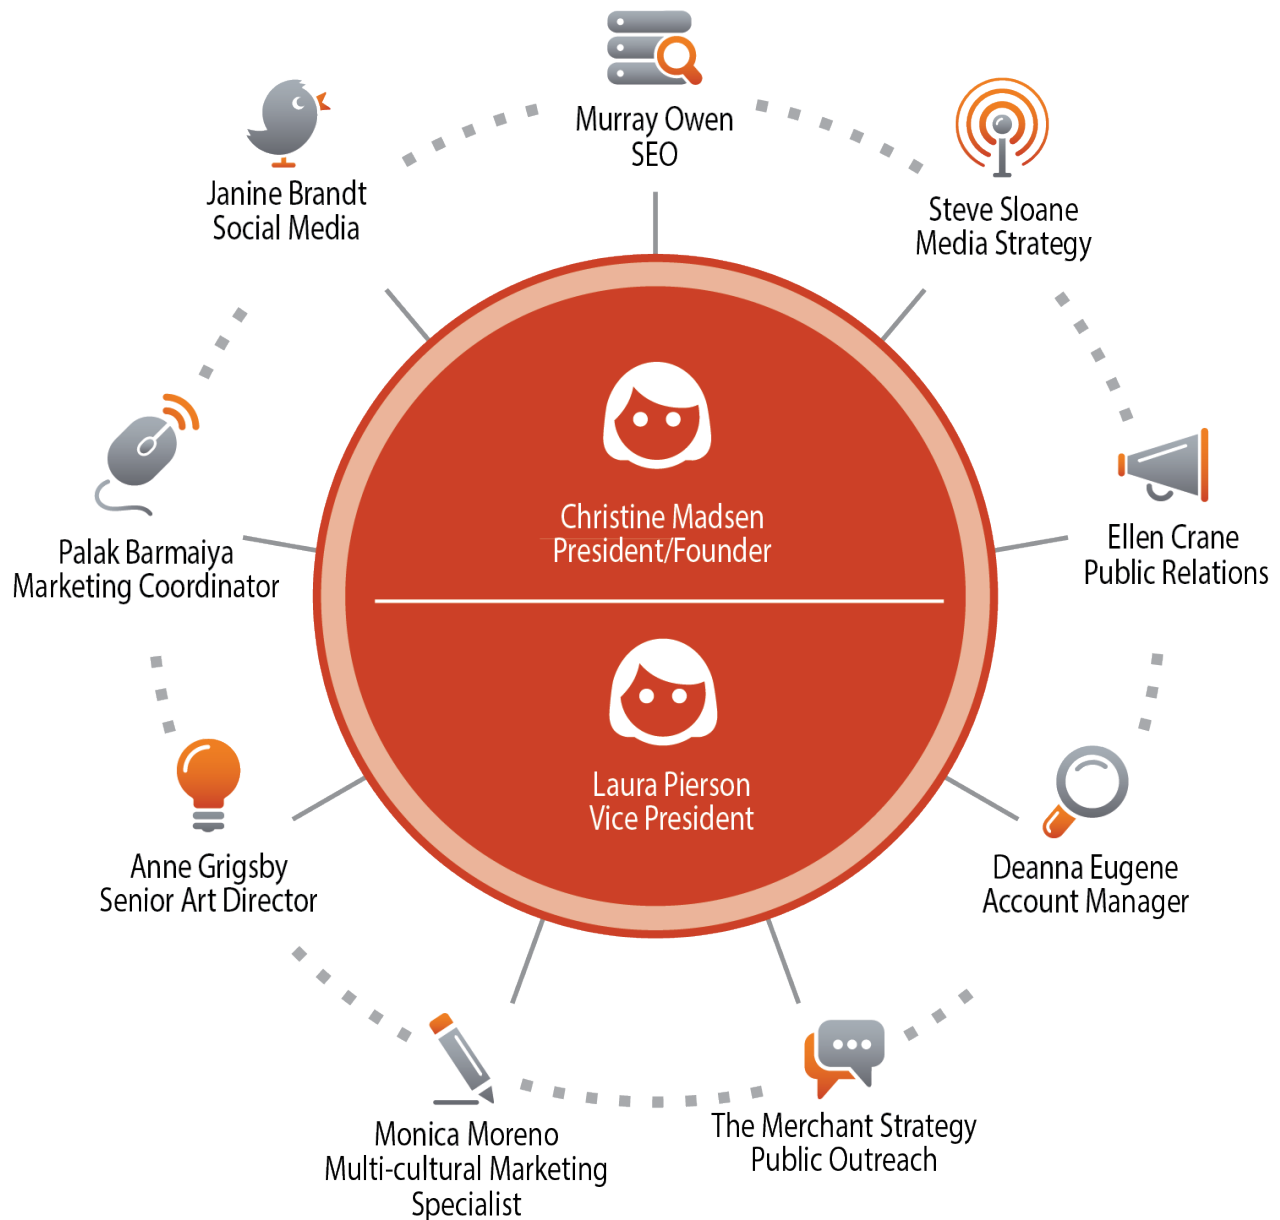 Murray Owen
SEO
Janine Brandt
Social Media
Steve Sloane
Media Strategy
Christine Madsen
President/Founder
Palak Barmaiya
Marketing Coordinator
Ellen Crane
Public Relations
Laura Pierson
Vice President
Anne Grigsby
Senior Art Director
Deanna Eugene
Account Manager
Monica Moreno
Multi-cultural Marketing
Specialist
The Merchant Strategy
Public Outreach